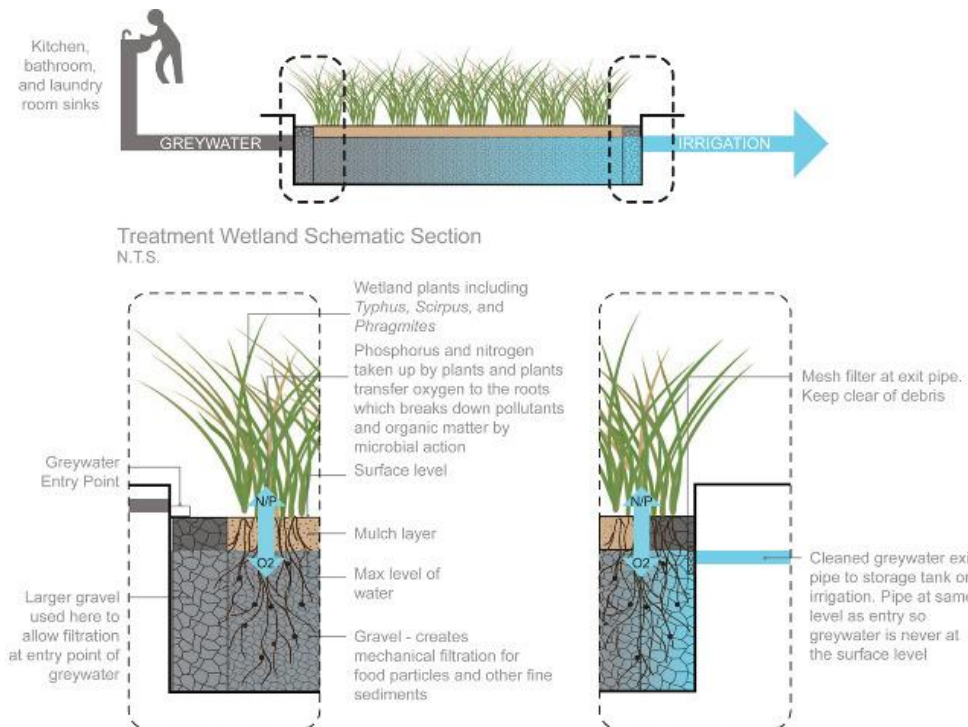 Kitchen,
bathroom,
and laundry
room sinks
GREYWATER
IRRIGATION
Treatment Wetland Schematic Section
N.T.S.
Wetland plants including
Typhus, Scirpus, and
Phragmites
Phosphorus and nitrogen
taken up by plants and plants
transfer oxygen to the roots
which breaks down pollutants
and organic matter by
microbial action
Surface level
Greywater
Entry Point
N/P
Mulch layer
O2
Max level of
water
Larger gravel
used here to
allow filtration
at entry point of
greywater
Gravel - creates
mechanical filtration for
food particles and other fine
sediments
Mesh filter at exit pipe.
Keep clear of debris
N/P
O2
Cleaned greywater exi
pipe to storage tank or
irrigation. Pipe at same
level as entry so
greywater is never at
the surface level